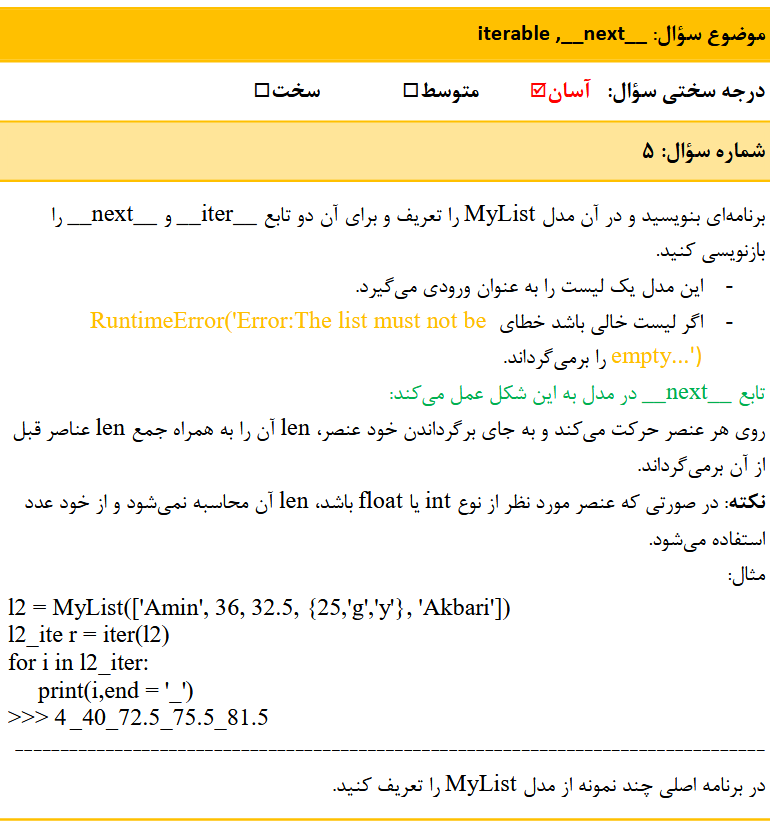 موضوع سؤال: iterable ,__next__
درجه سختی سؤال: آسان☑ متوسط☐ سخت☐
شماره سؤال: ۵
برنامه‌ای بنویسید و در آن مدل MyList را تعریف و برای آن دو تابع __iter__ و __next__ را
بازنویسی کنید.
- این مدل یک لیست را به عنوان ورودی می‌گیرد.
- اگر لیست خالی باشد خطای RuntimeError('Error:The list must not be
empty...') را برمی‌گرداند.
تابع __next__ در مدل به این شکل عمل می‌کند:
روی هر عنصر حرکت می‌کند و به جای برگرداندن خود عنصر، len آن را به همراه جمع len عناصر قبل
از آن برمی‌گرداند.
نکته: در صورتی که عنصر مورد نظر از نوع int یا float باشد، len آن محاسبه نمی‌شود و از خود عدد
استفاده می‌شود.
مثال:
l2 = MyList(['Amin', 36, 32.5, {25,'g','y'}, 'Akbari'])
l2_ite r = iter(l2)
for i in l2_iter:
print(i,end = '_')
>>> 4 _40_72.5_75.5_81.5
در برنامه اصلی چند نمونه از مدل MyList را تعریف کنید.